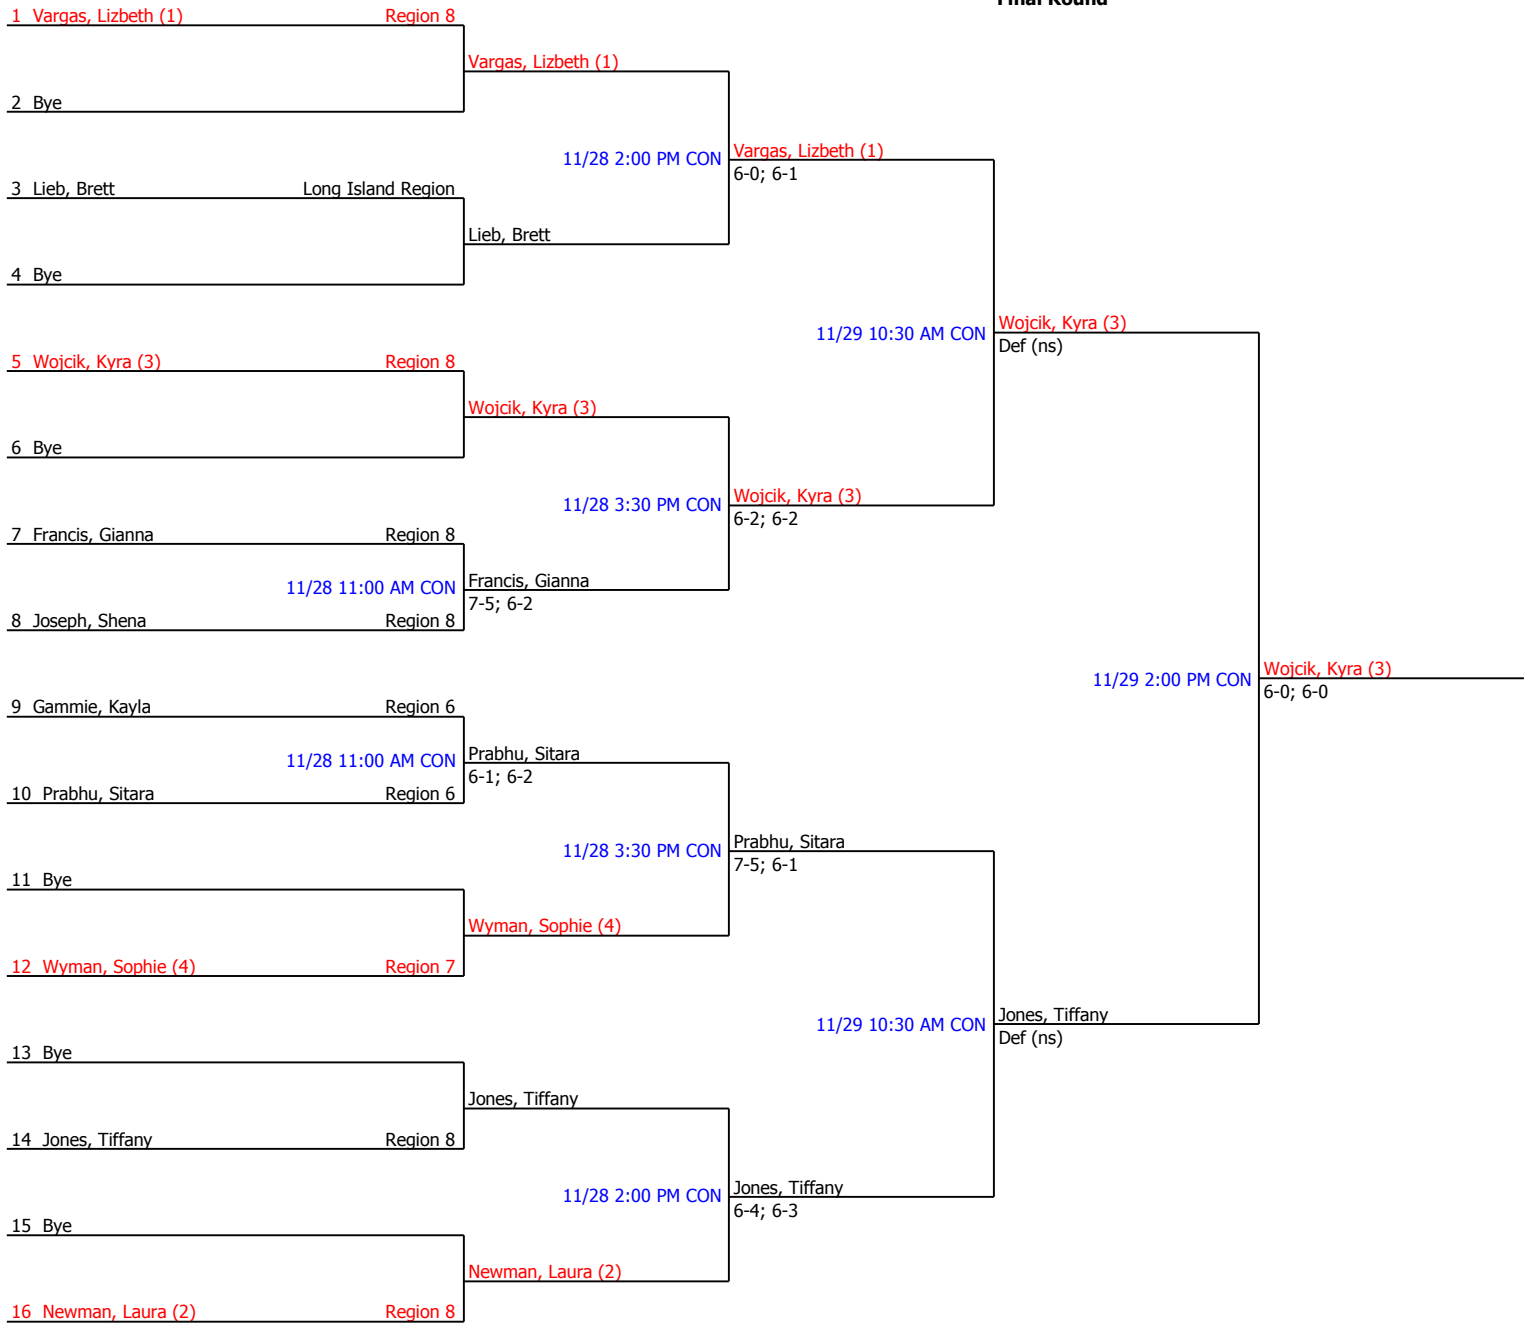 Final Round
1 Vargas, Lizbeth (1) Region 8
Vargas, Lizbeth (1)
2 Bye
11/28 2:00 PM CON Vargas, Lizbeth (1)
6-0; 6-1
3 Lieb, Brett Long Island Region
Lieb, Brett
4 Bye
11/29 10:30 AM CON Wojcik, Kyra (3)
Def (ns)
5 Wojcik, Kyra (3) Region 8
Wojcik, Kyra (3)
6 Bye
11/28 3:30 PM CON Wojcik, Kyra (3)
6-2; 6-2
7 Francis, Gianna Region 8
11/28 11:00 AM CON Francis, Gianna
7-5; 6-2
8 Joseph, Shena Region 8
11/29 2:00 PM CON Wojcik, Kyra (3)
6-0; 6-0
9 Gammie, Kayla Region 6
11/28 11:00 AM CON Prabhu, Sitara
6-1; 6-2
10 Prabhu, Sitara Region 6
11/28 3:30 PM CON Prabhu, Sitara
7-5; 6-1
11 Bye
Wyman, Sophie (4)
12 Wyman, Sophie (4) Region 7
11/29 10:30 AM CON Jones, Tiffany
Def (ns)
13 Bye
Jones, Tiffany
14 Jones, Tiffany Region 8
11/28 2:00 PM CON Jones, Tiffany
6-4; 6-3
15 Bye
Newman, Laura (2)
16 Newman, Laura (2) Region 8